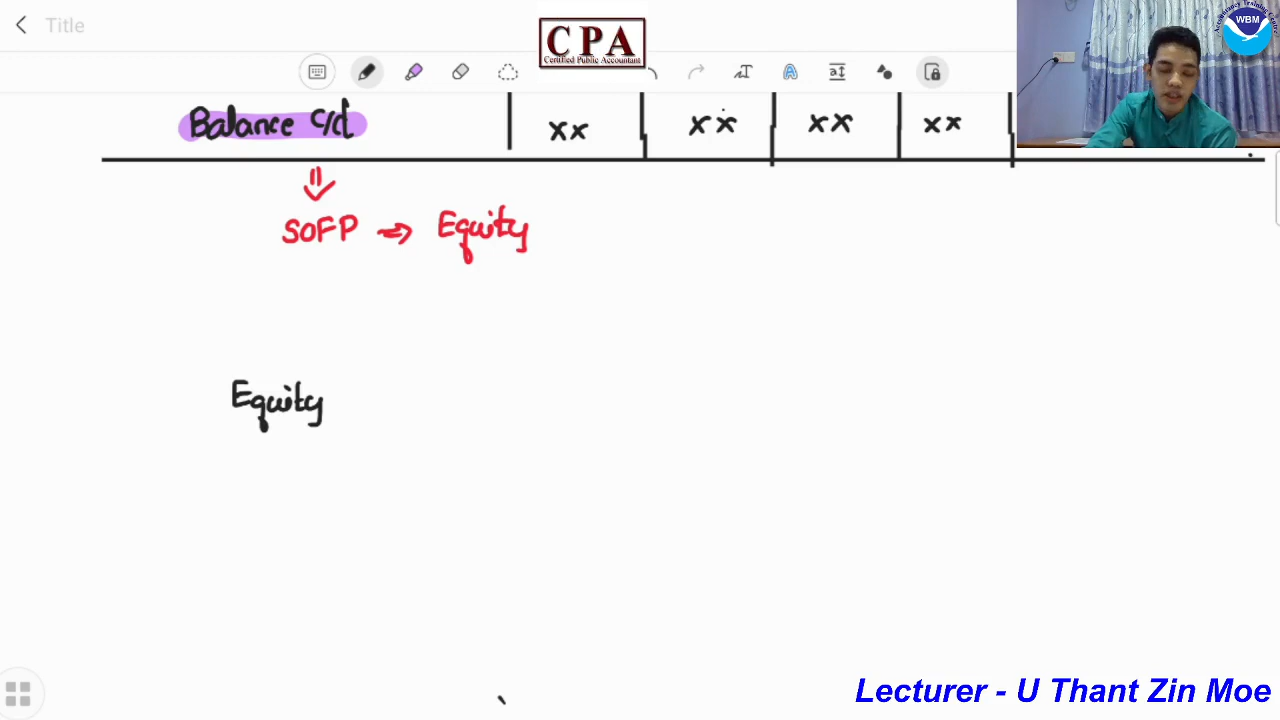 Title
CPA
Certified Public Accountant
WBM
Balance c/d xx xx xx xx
SOFP ⇒ Equity
Equity
Lecturer - U Thant Zin Moe